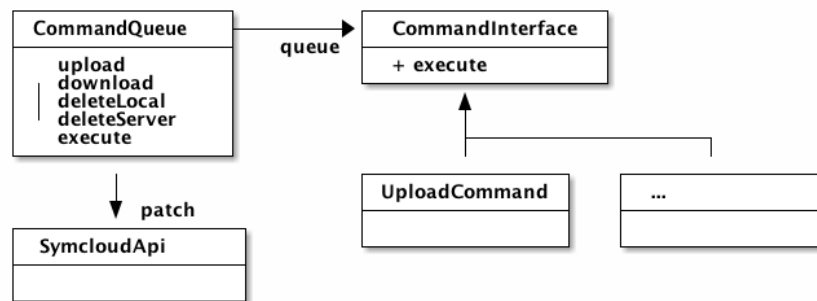 CommandQueue
upload
download
deleteLocal
deleteServer
execute
queue
CommandInterface
+ execute
patch
SymcloudApi
UploadCommand
...